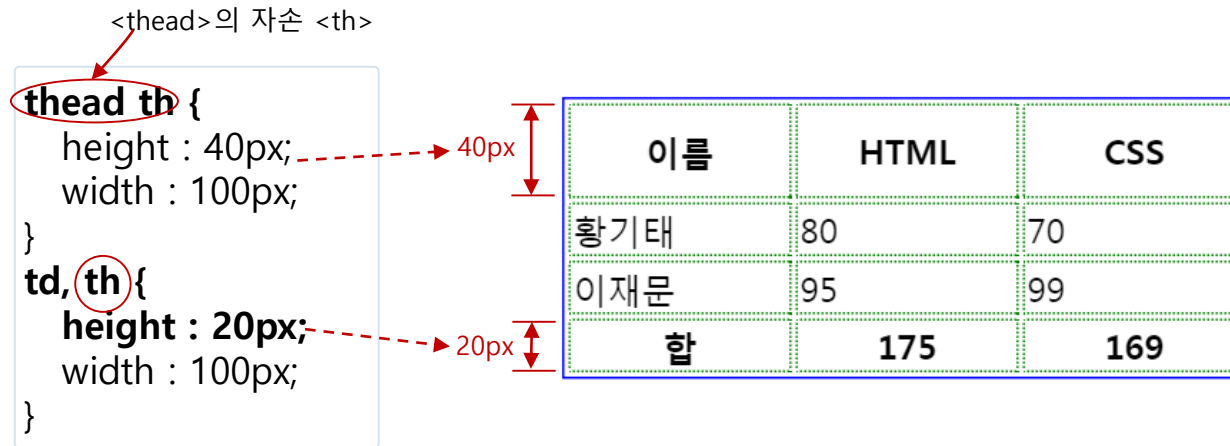 <thead>의 자손 <th>
thead th {
height : 40px;
width : 100px;
}
td, th {
height : 20px;
width : 100px;
}
40px
20px
이름 HTML CSS
황기태 80 70
이재문 95 99
합 175 169